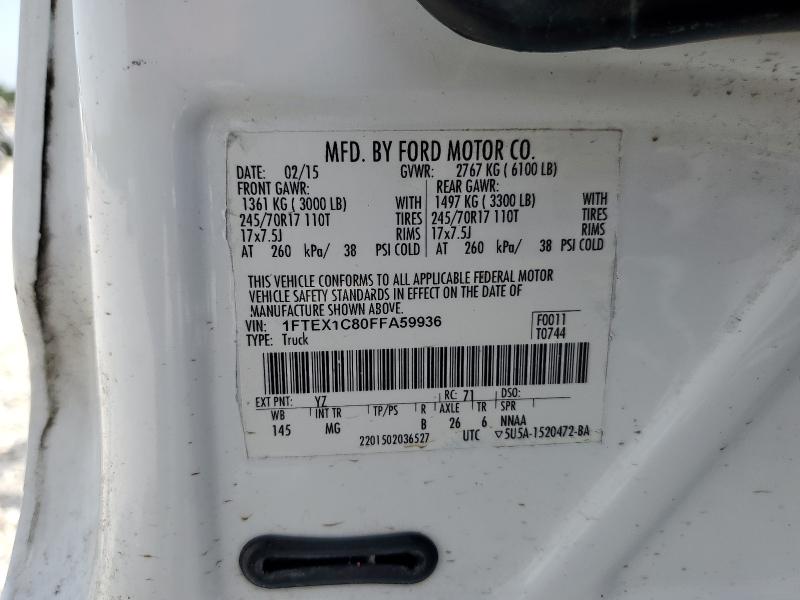 MFD. BY FORD MOTOR CO.
DATE: 02/15 GVWR: 2767 KG ( 6100 LB)
FRONT GAWR: REAR GAWR:
1361 KG ( 3000 LB) WITH 1497 KG ( 3300 LB) WITH
245/70R17 110T TIRES 245/70R17 110T TIRES
17x7.5J RIMS 17x7.5J RIMS
AT 260 kPa/ 38 PSI COLD AT 260 kPa/ 38 PSI COLD
THIS VEHICLE CONFORMS TO ALL APPLICABLE FEDERAL MOTOR
VEHICLE SAFETY STANDARDS IN EFFECT ON THE DATE OF
MANUFACTURE SHOWN ABOVE.
VIN: 1FTEX1C80FFA59936 F0011
TYPE: Truck T0744
EXT PNT: YZ RC: 71 DSO:
WB INT TR TP/PS R AXLE TR SPR
145 MG B 26 6 NNAA
2201502036527 UTC ▽5U5A-1520472-BA